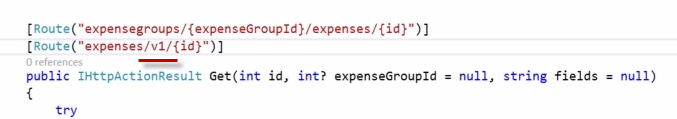 [Route("expensegroups/{expenseGroupId}/expenses/{id}")]
[Route("expenses/v1/{id}")]
0 references
public IHttpActionResult Get(int id, int? expenseGroupId = null, string fields = null)
{
try